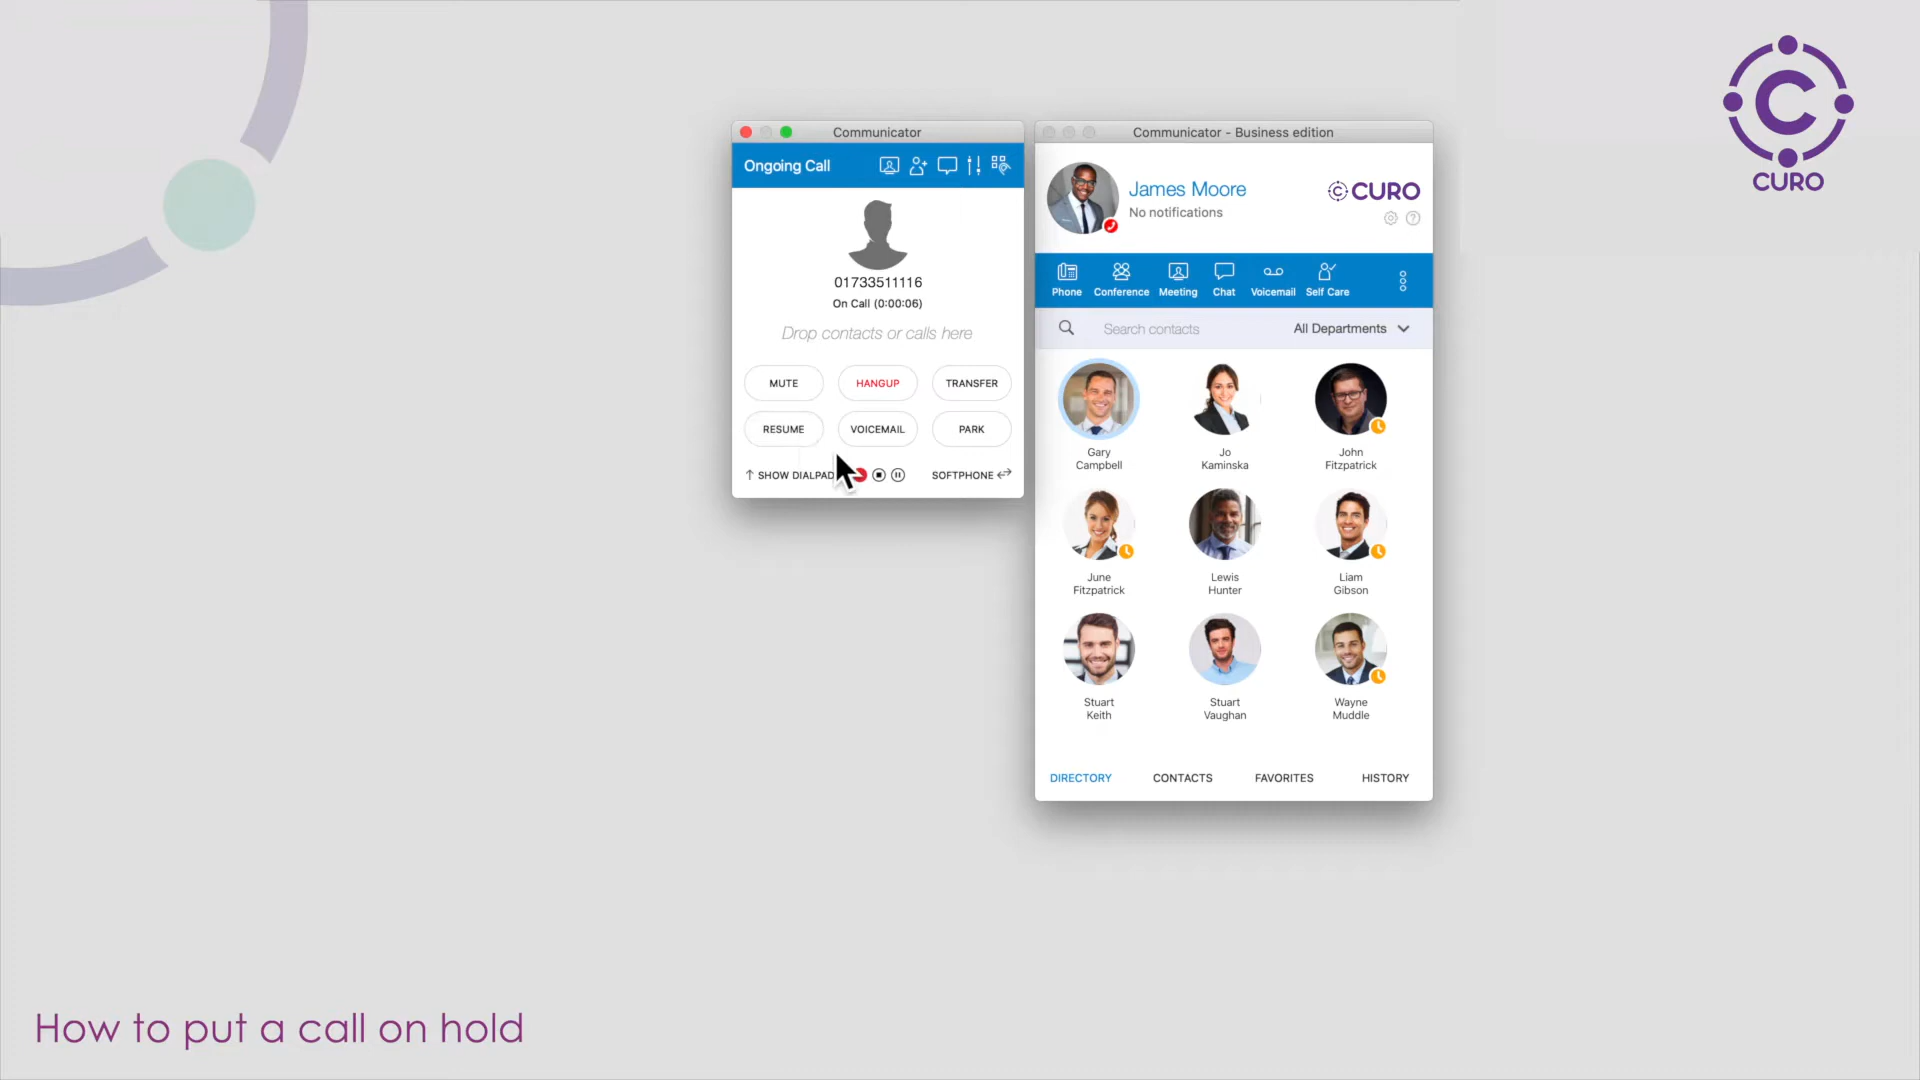 C
CURO
Communicator
Ongoing Call
01733511116
On Call (0:00:06)
Drop contacts or calls here
MUTE
HANGUP
TRANSFER
RESUME
VOICEMAIL
PARK
SHOW DIALPAD
SOFTPHONE
Communicator - Business edition
James Moore
No notifications
C CURO
Phone
Conference
Meeting
Chat
Voicemail
Self Care
Search contacts
All Departments
Gary
Campbell
Jo
Kaminska
John
Fitzpatrick
June
Fitzpatrick
Lewis
Hunter
Liam
Gibson
Stuart
Keith
Stuart
Vaughan
Wayne
Muddle
DIRECTORY
CONTACTS
FAVORITES
HISTORY
How to put a call on hold